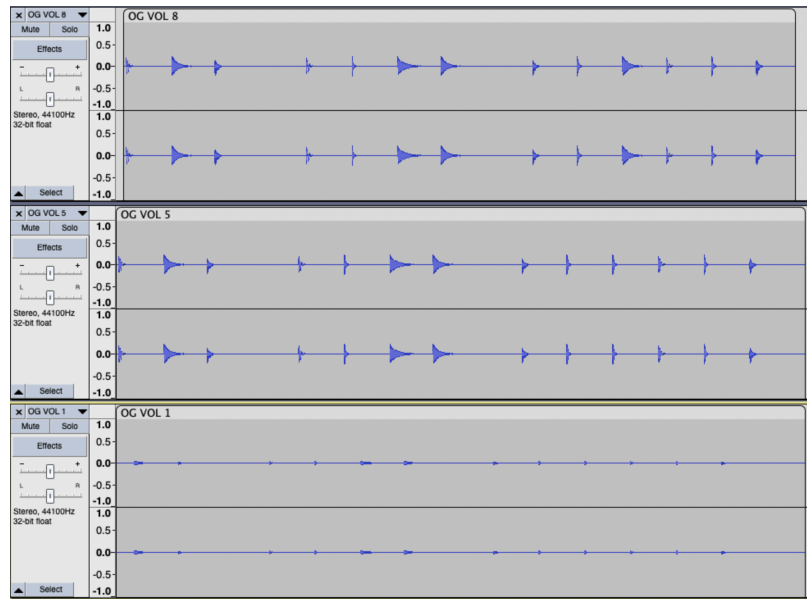 × OG VOL 8 ▼ OG VOL 8
Mute Solo 1.0
0.5-
Effects
- + 0.0-
L R -0.5-
-1.0
Stereo, 44100Hz 1.0
32-bit float
0.5-
0.0-
-0.5-
▲ Select -1.0
× OG VOL 5 ▼ OG VOL 5
Mute Solo 1.0
0.5-
Effects
- + 0.0-
L R -0.5-
-1.0
Stereo, 44100Hz 1.0
32-bit float
0.5-
0.0-
-0.5-
▲ Select -1.0
× OG VOL 1 ▼ OG VOL 1
Mute Solo 1.0
0.5-
Effects
- + 0.0-
L R -0.5-
-1.0
Stereo, 44100Hz 1.0
32-bit float
0.5-
0.0-
-0.5-
▲ Select -1.0